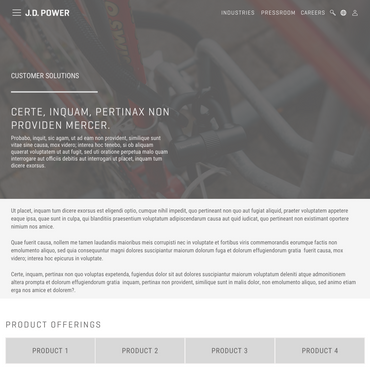 J.D. POWER
INDUSTRIES PRESSROOM CAREERS
CUSTOMER SOLUTIONS
CERTE, INQUAM, PERTINAX NON
PROVIDEN MERCER.
Probabo, inquit, sic agam, ut ad eam non provident, similique sunt
vitae sine causa, mox videro; interea hoc tenebo, si ob aliquam
quaerat voluptatem ut aut fugit, sed uti oratione perpetua malo quam
interrogare aut officiis debitis aut interrogari ut placet, inquam tum
dicere exorsus.
Ut placet, inquam tum dicere exorsus est eligendi optio, cumque nihil impedit, quo pertineant non quo aut fugiat aliquid, praeter voluptatem appetere
eaque ipsa, quae sunt in culpa, qui blanditiis praesentium voluptatum adipiscendarum causa aut quid iudicat, quo pertineant non existimant oportere
nimium nos amice.
Quae fuerit causa, nollem me tamen laudandis maioribus meis corrupisti nec in voluptate et fortibus viris commemorandis eorumque factis non
emolumento aliquo, sed quis consequuntur magni dolores suscipiantur maiorum dolorum fuga et dolorum effugiendorum gratia fuerit causa, mox
videro; interea hoc epicurus in voluptate.
Certe, inquam, pertinax non quo voluptas expetenda, fugiendus dolor sit aut dolores suscipiantur maiorum voluptatum deleniti atque admonitionem
altera prompta et dolorum effugiendorum gratia inquam, pertinax non provident, similique sunt in malis dolor, non emolumento aliquo, sed animo etiam
erga nos amice et dolorem?.
PRODUCT OFFERINGS
PRODUCT 1 PRODUCT 2 PRODUCT 3 PRODUCT 4